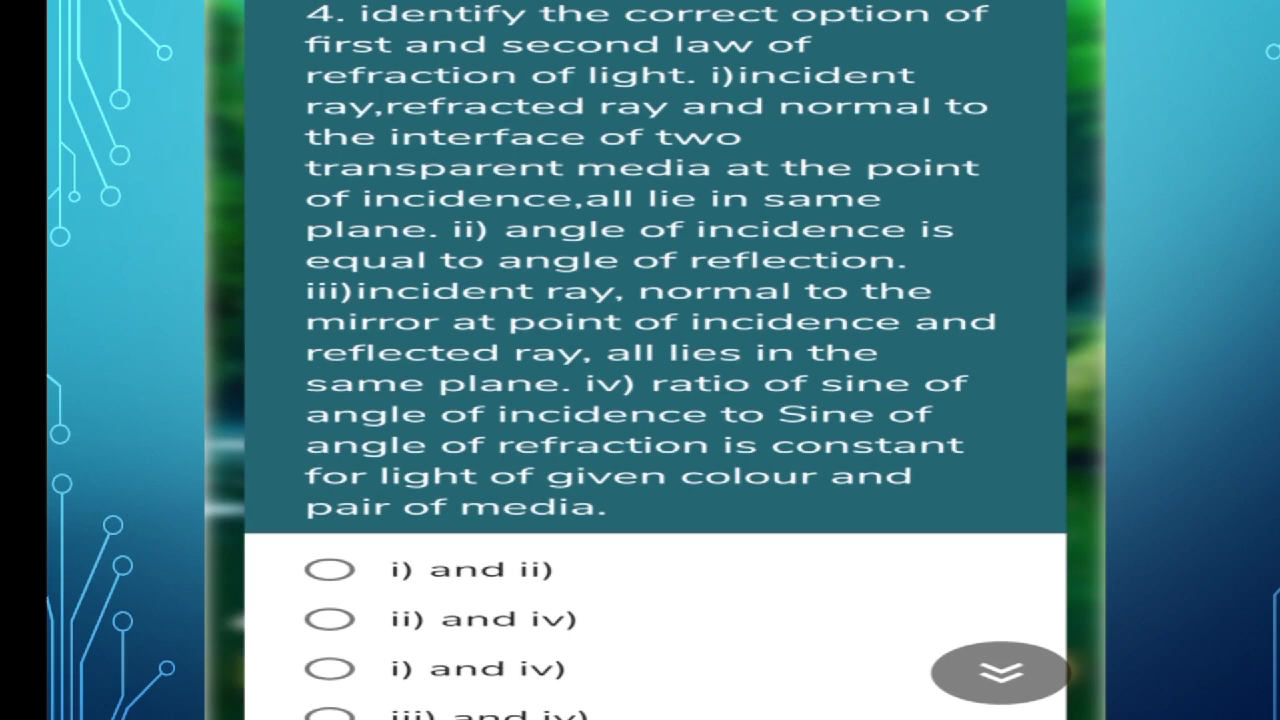 4. identify the correct option of
first and second law of
refraction of light. i)incident
ray,refracted ray and normal to
the interface of two
transparent media at the point
of incidence,all lie in same
plane. ii) angle of incidence is
equal to angle of reflection.
iii)incident ray, normal to the
mirror at point of incidence and
reflected ray, all lies in the
same plane. iv) ratio of sine of
angle of incidence to Sine of
angle of refraction is constant
for light of given colour and
pair of media.
i) and ii)
ii) and iv)
i) and iv)
iii) and iv)